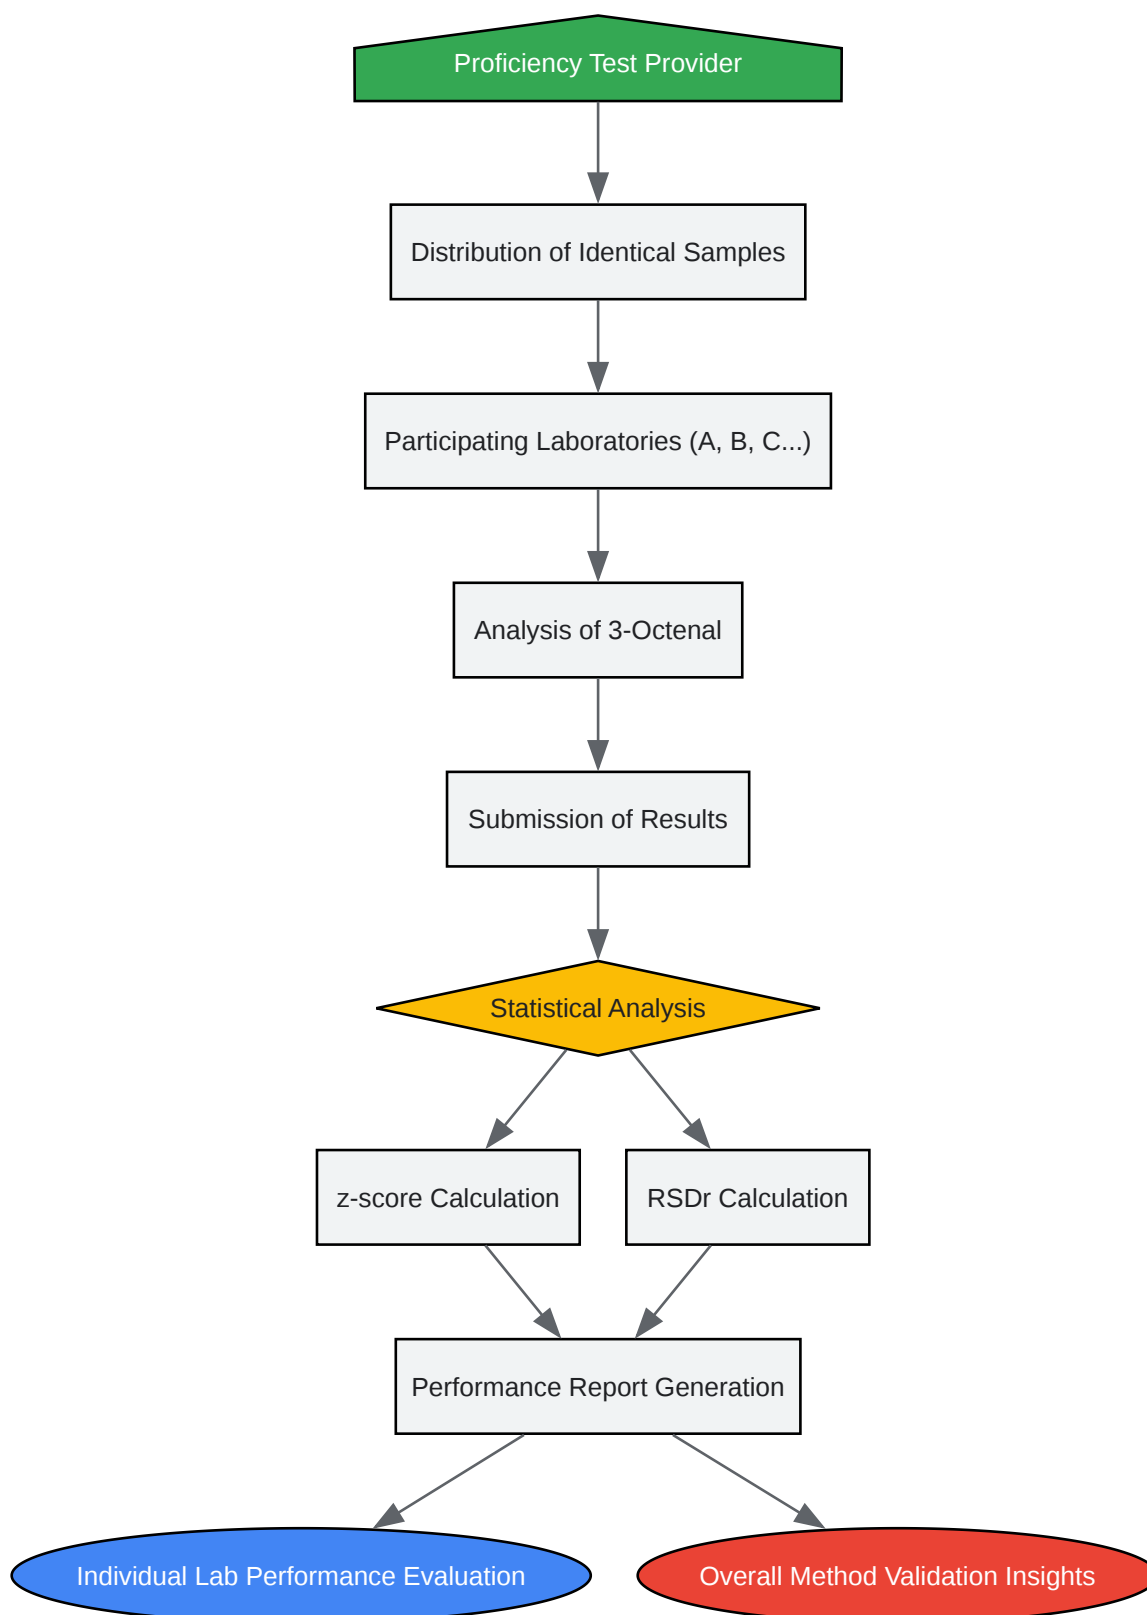 Proficiency Test Provider
Distribution of Identical Samples
Participating Laboratories (A, B, C...)
Analysis of 3-Octenal
Submission of Results
Statistical Analysis
z-score Calculation
RSDr Calculation
Performance Report Generation
Individual Lab Performance Evaluation
Overall Method Validation Insights